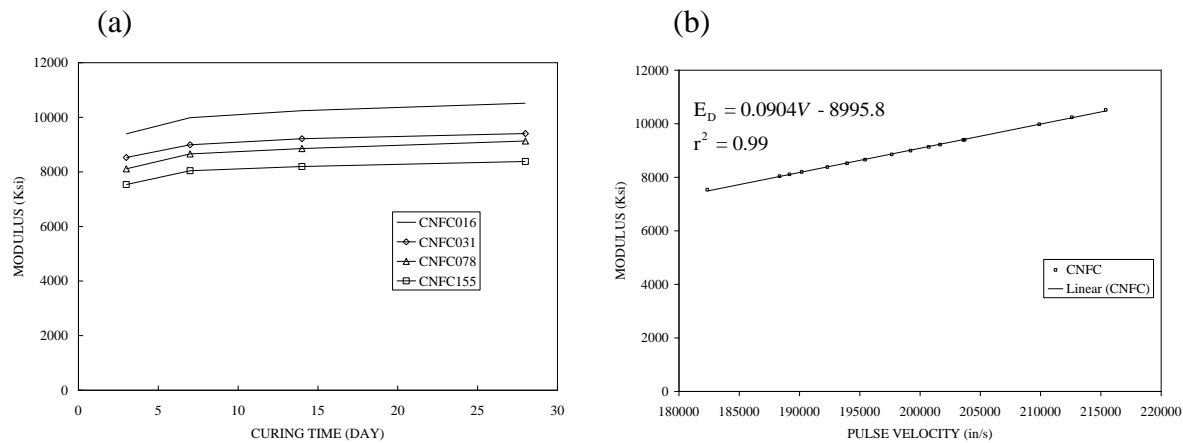 (a)
MODULUS (Ksi)
12000
10000
8000
6000
4000
2000
0
CNFC016
CNFC031
CNFC078
CNFC155
0 5 10 15 20 25 30
CURING TIME (DAY)
(b)
MODULUS (Ksi)
12000
10000
8000
6000
4000
2000
0
E_D = 0.0904V - 8995.8
r² = 0.99
CNFC
Linear (CNFC)
180000 185000 190000 195000 200000 205000 210000 215000 220000
PULSE VELOCITY (in/s)